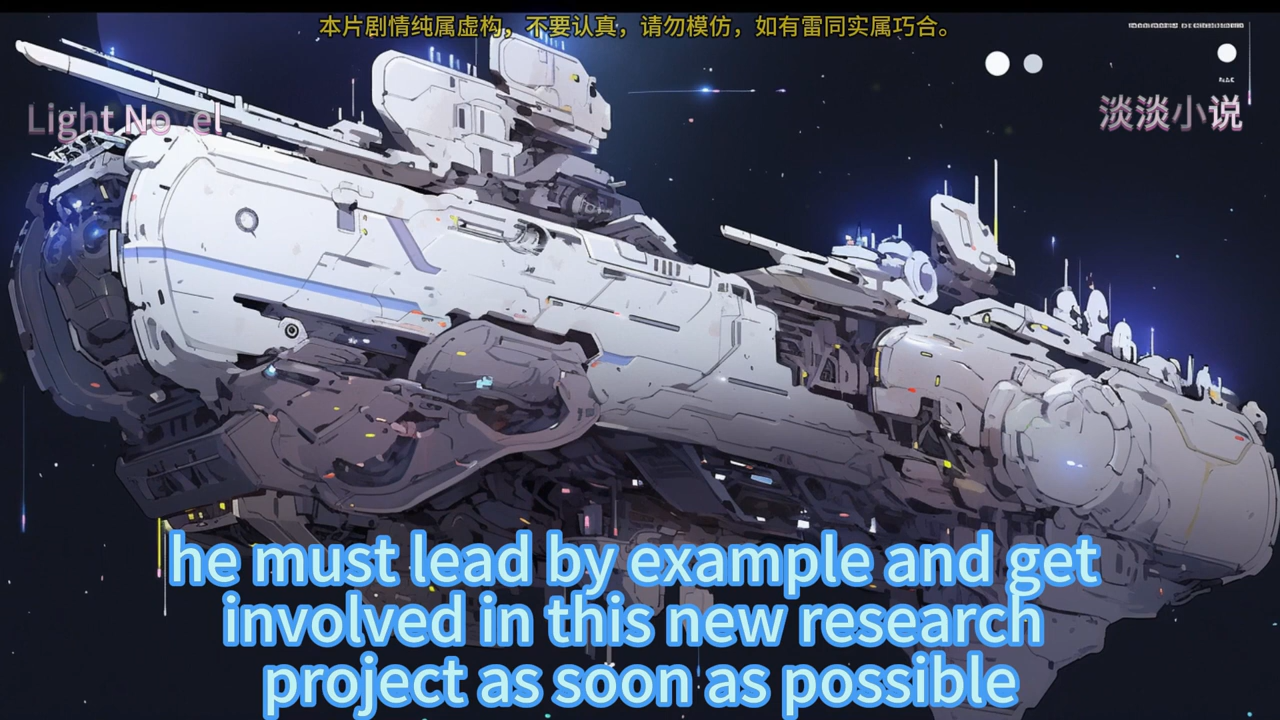 本片剧情纯属虚构，不要认真，请勿模仿，如有雷同实属巧合。
Light Novel
淡淡小说
he must lead by example and get
involved in this new research
project as soon as possible